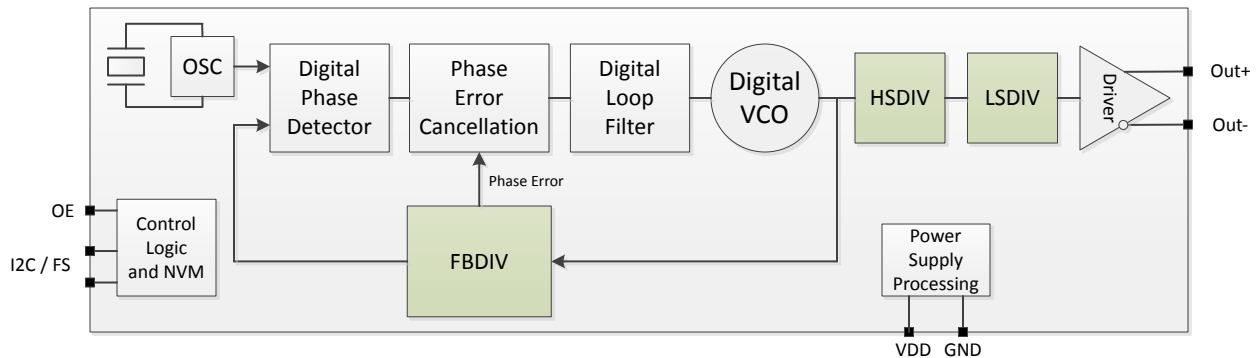 OSC
Digital
Phase
Detector
Phase
Error
Cancellation
Digital
Loop
Filter
Digital
VCO
HSDIV
LSDIV
Driver
Out+
Out-
Phase Error
OE
I2C / FS
Control
Logic
and NVM
FBDIV
Power
Supply
Processing
VDD
GND